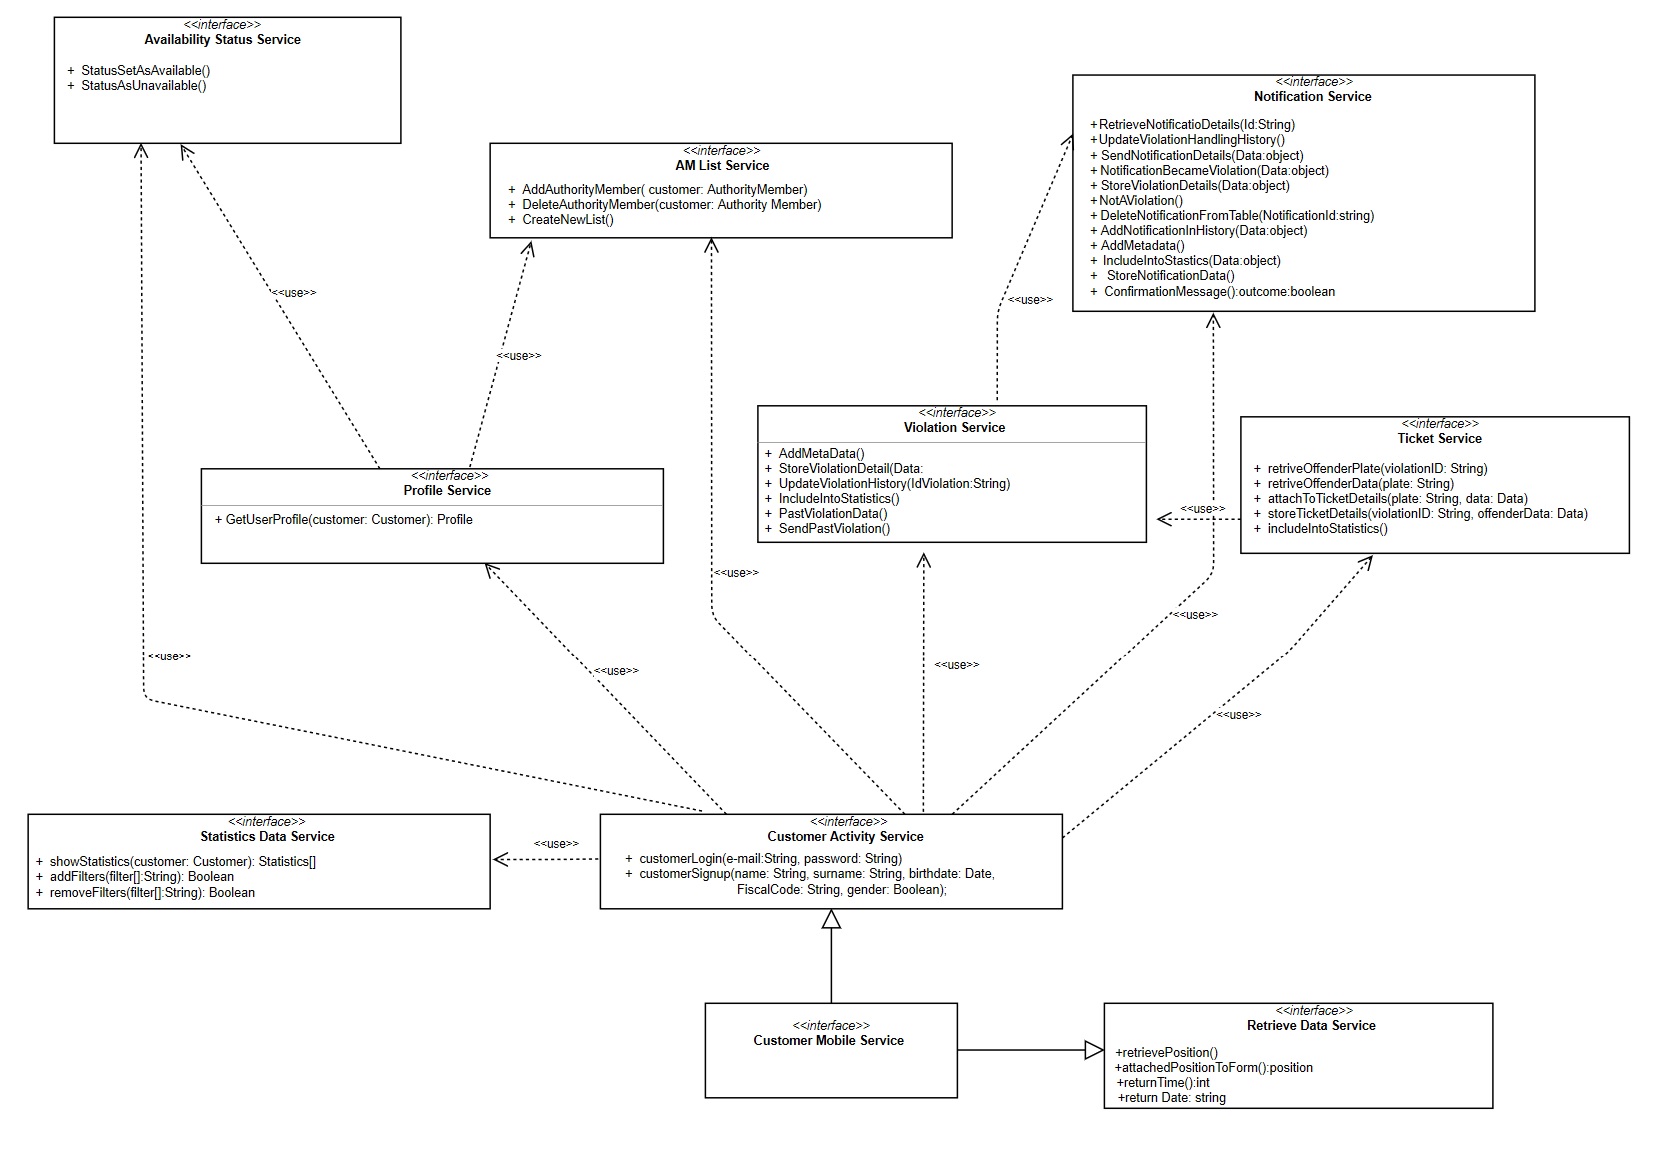 <<interface>>
Availability Status Service
+ StatusSetAsAvailable()
+ StatusAsUnavailable()
<<interface>>
Notification Service
+RetrieveNotificatioDetails(Id:String)
+UpdateViolationHandlingHistory()
+ SendNotificationDetails(Data:object)
+ NotificationBecameViolation(Data:object)
+ StoreViolationDetails(Data:object)
+NotAViolation()
+ DeleteNotificationFromTable(NotificationId:string)
+ AddNotificationInHistory(Data:object)
+ AddMetadata()
+ IncludeIntoStastics(Data:object)
+ StoreNotificationData()
+ ConfirmationMessage():outcome:boolean
<<interface>>
AM List Service
+ AddAuthorityMember( customer: AuthorityMember)
+ DeleteAuthorityMember(customer: Authority Member)
+ CreateNewList()
<<use>>
<<use>>
<<use>>
<<interface>>
Violation Service
+ AddMetaData()
+ StoreViolationDetail(Data:
+ UpdateViolationHistory(IdViolation:String)
+ IncludeIntoStatistics()
+ PastViolationData()
+ SendPastViolation()
<<interface>>
Ticket Service
+ retriveOffenderPlate(violationID: String)
+ retriveOffenderData(plate: String)
+ attachToTicketDetails(plate: String, data: Data)
+ storeTicketDetails(violationID: String, offenderData: Data)
+ includeIntoStatistics()
<<interface>>
Profile Service
+ GetUserProfile(customer: Customer): Profile
<<use>>
<<use>>
<<use>>
<<use>>
<<use>>
<<use>>
<<use>>
<<interface>>
Statistics Data Service
+ showStatistics(customer: Customer): Statistics[]
+ addFilters(filter[]:String): Boolean
+ removeFilters(filter[]:String): Boolean
<<use>>
<<interface>>
Customer Activity Service
+ customerLogin(e-mail:String, password: String)
+ customerSignup(name: String, surname: String, birthdate: Date,
FiscalCode: String, gender: Boolean);
<<interface>>
Customer Mobile Service
<<interface>>
Retrieve Data Service
+retrievePosition()
+attachedPositionToForm():position
+returnTime():int
+return Date: string